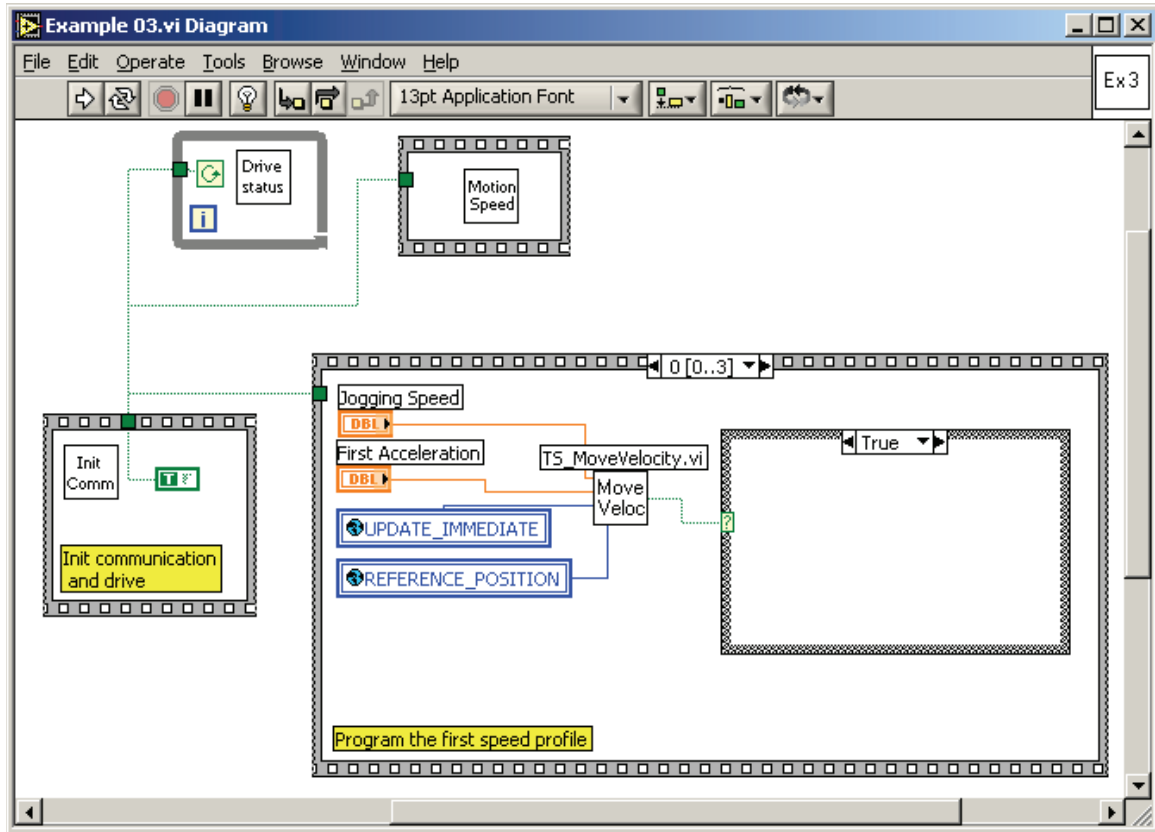 Example 03.vi Diagram
File Edit Operate Tools Browse Window Help
13pt Application Font
Ex3
Drive
status
i
Motion
Speed
0 [0..3]
Jogging Speed
DBL
First Acceleration
DBL
TS_MoveVelocity.vi
Move
Veloc
True
?
UPDATE_IMMEDIATE
REFERENCE_POSITION
Program the first speed profile
Init
Comm
T F
Init communication
and drive